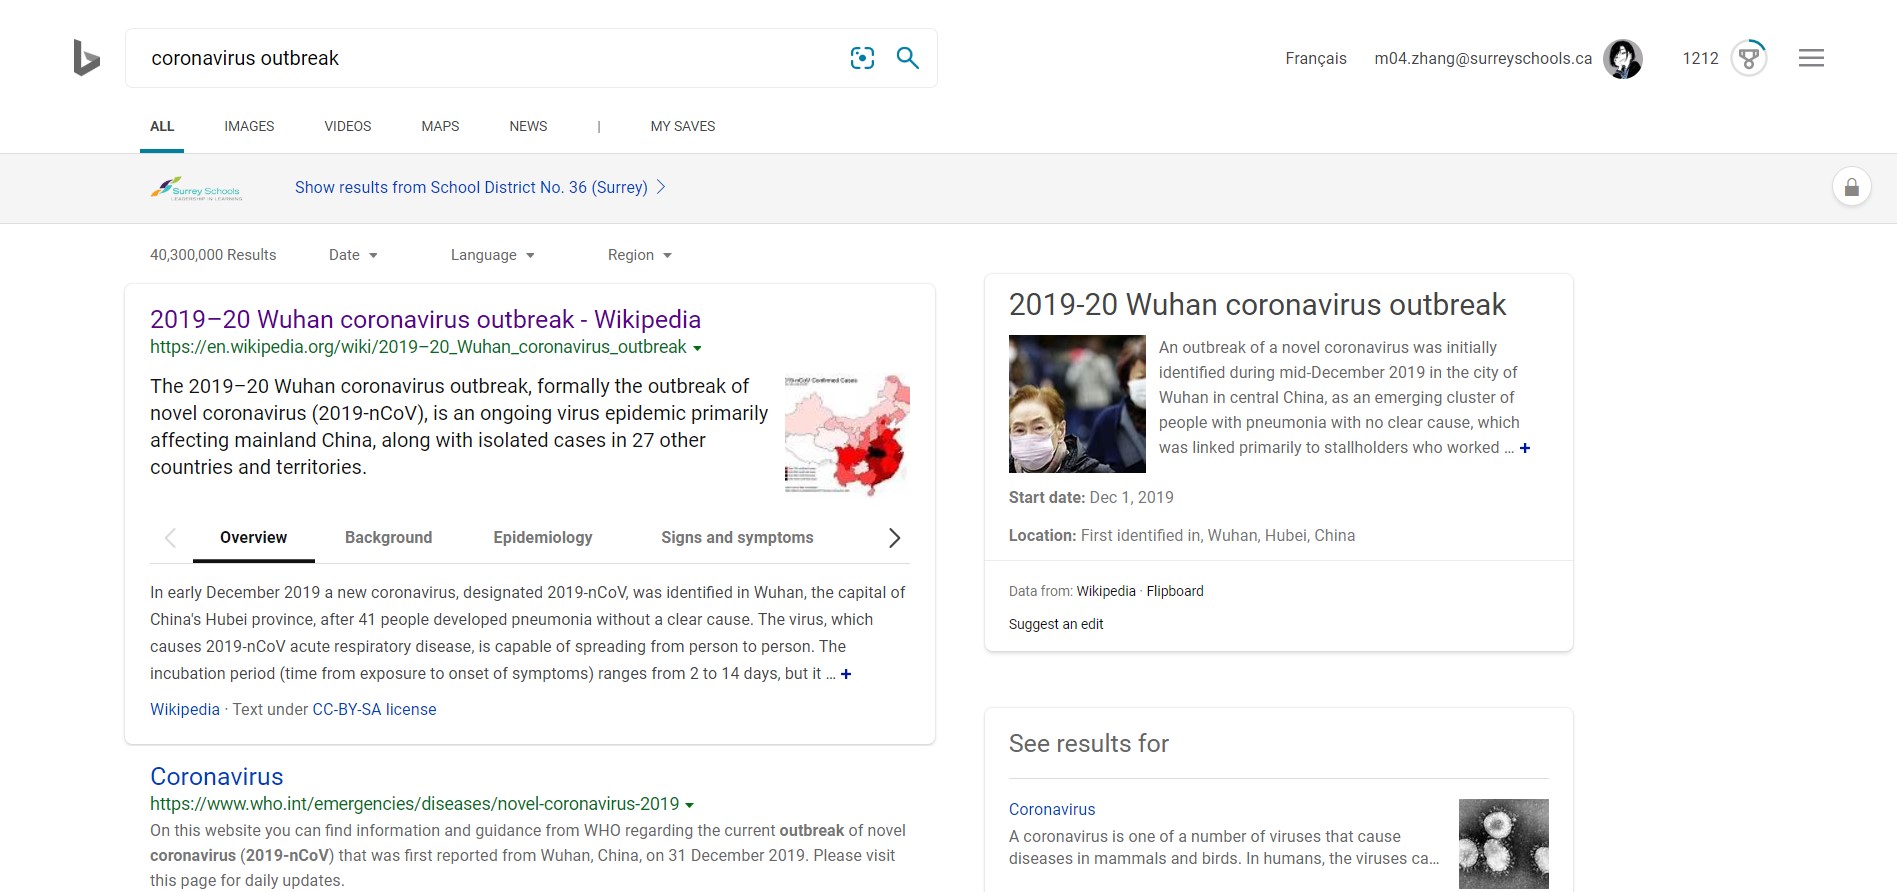 coronavirus outbreak
Français
m04.zhang@surreyschools.ca
1212
ALL
IMAGES
VIDEOS
MAPS
NEWS
|
MY SAVES
Surrey Schools
LEADERSHIP IN LEARNING
Show results from School District No. 36 (Surrey)
40,300,000 Results
Date
Language
Region
2019–20 Wuhan coronavirus outbreak - Wikipedia
https://en.wikipedia.org/wiki/2019–20_Wuhan_coronavirus_outbreak
The 2019–20 Wuhan coronavirus outbreak, formally the outbreak of
novel coronavirus (2019-nCoV), is an ongoing virus epidemic primarily
affecting mainland China, along with isolated cases in 27 other
countries and territories.
Confirmed Cases
Overview
Background
Epidemiology
Signs and symptoms
In early December 2019 a new coronavirus, designated 2019-nCoV, was identified in Wuhan, the capital of
China's Hubei province, after 41 people developed pneumonia without a clear cause. The virus, which
causes 2019-nCoV acute respiratory disease, is capable of spreading from person to person. The
incubation period (time from exposure to onset of symptoms) ranges from 2 to 14 days, but it ... +
Wikipedia · Text under CC-BY-SA license
Coronavirus
https://www.who.int/emergencies/diseases/novel-coronavirus-2019
On this website you can find information and guidance from WHO regarding the current outbreak of novel
coronavirus (2019-nCoV) that was first reported from Wuhan, China, on 31 December 2019. Please visit
this page for daily updates.
2019-20 Wuhan coronavirus outbreak
An outbreak of a novel coronavirus was initially
identified during mid-December 2019 in the city of
Wuhan in central China, as an emerging cluster of
people with pneumonia with no clear cause, which
was linked primarily to stallholders who worked ... +
Start date: Dec 1, 2019
Location: First identified in, Wuhan, Hubei, China
Data from: Wikipedia · Flipboard
Suggest an edit
See results for
Coronavirus
A coronavirus is one of a number of viruses that cause
diseases in mammals and birds. In humans, the viruses ca...